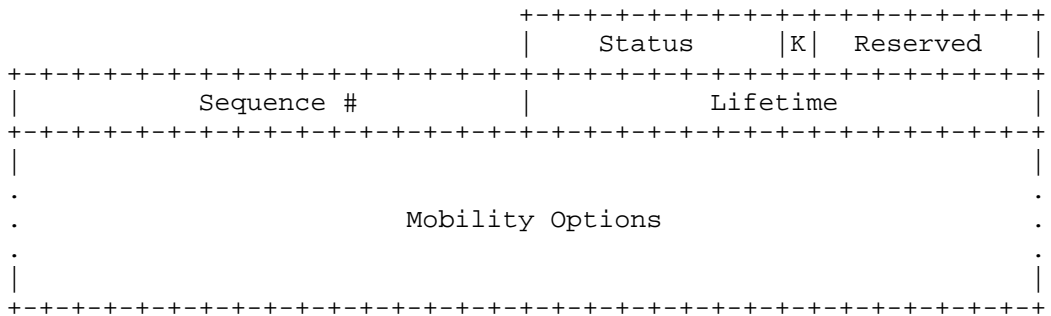 +-+-+-+-+-+-+-+-+-+-+-+-+-+-+-+-+
                                |    Status     |K|  Reserved   |
+-+-+-+-+-+-+-+-+-+-+-+-+-+-+-+-+-+-+-+-+-+-+-+-+-+-+-+-+-+-+-+-+
|           Sequence #          |           Lifetime            |
+-+-+-+-+-+-+-+-+-+-+-+-+-+-+-+-+-+-+-+-+-+-+-+-+-+-+-+-+-+-+-+-+
|                                                               |
.                                                               .
.                        Mobility Options                       .
.                                                               .
|                                                               |
+-+-+-+-+-+-+-+-+-+-+-+-+-+-+-+-+-+-+-+-+-+-+-+-+-+-+-+-+-+-+-+-+